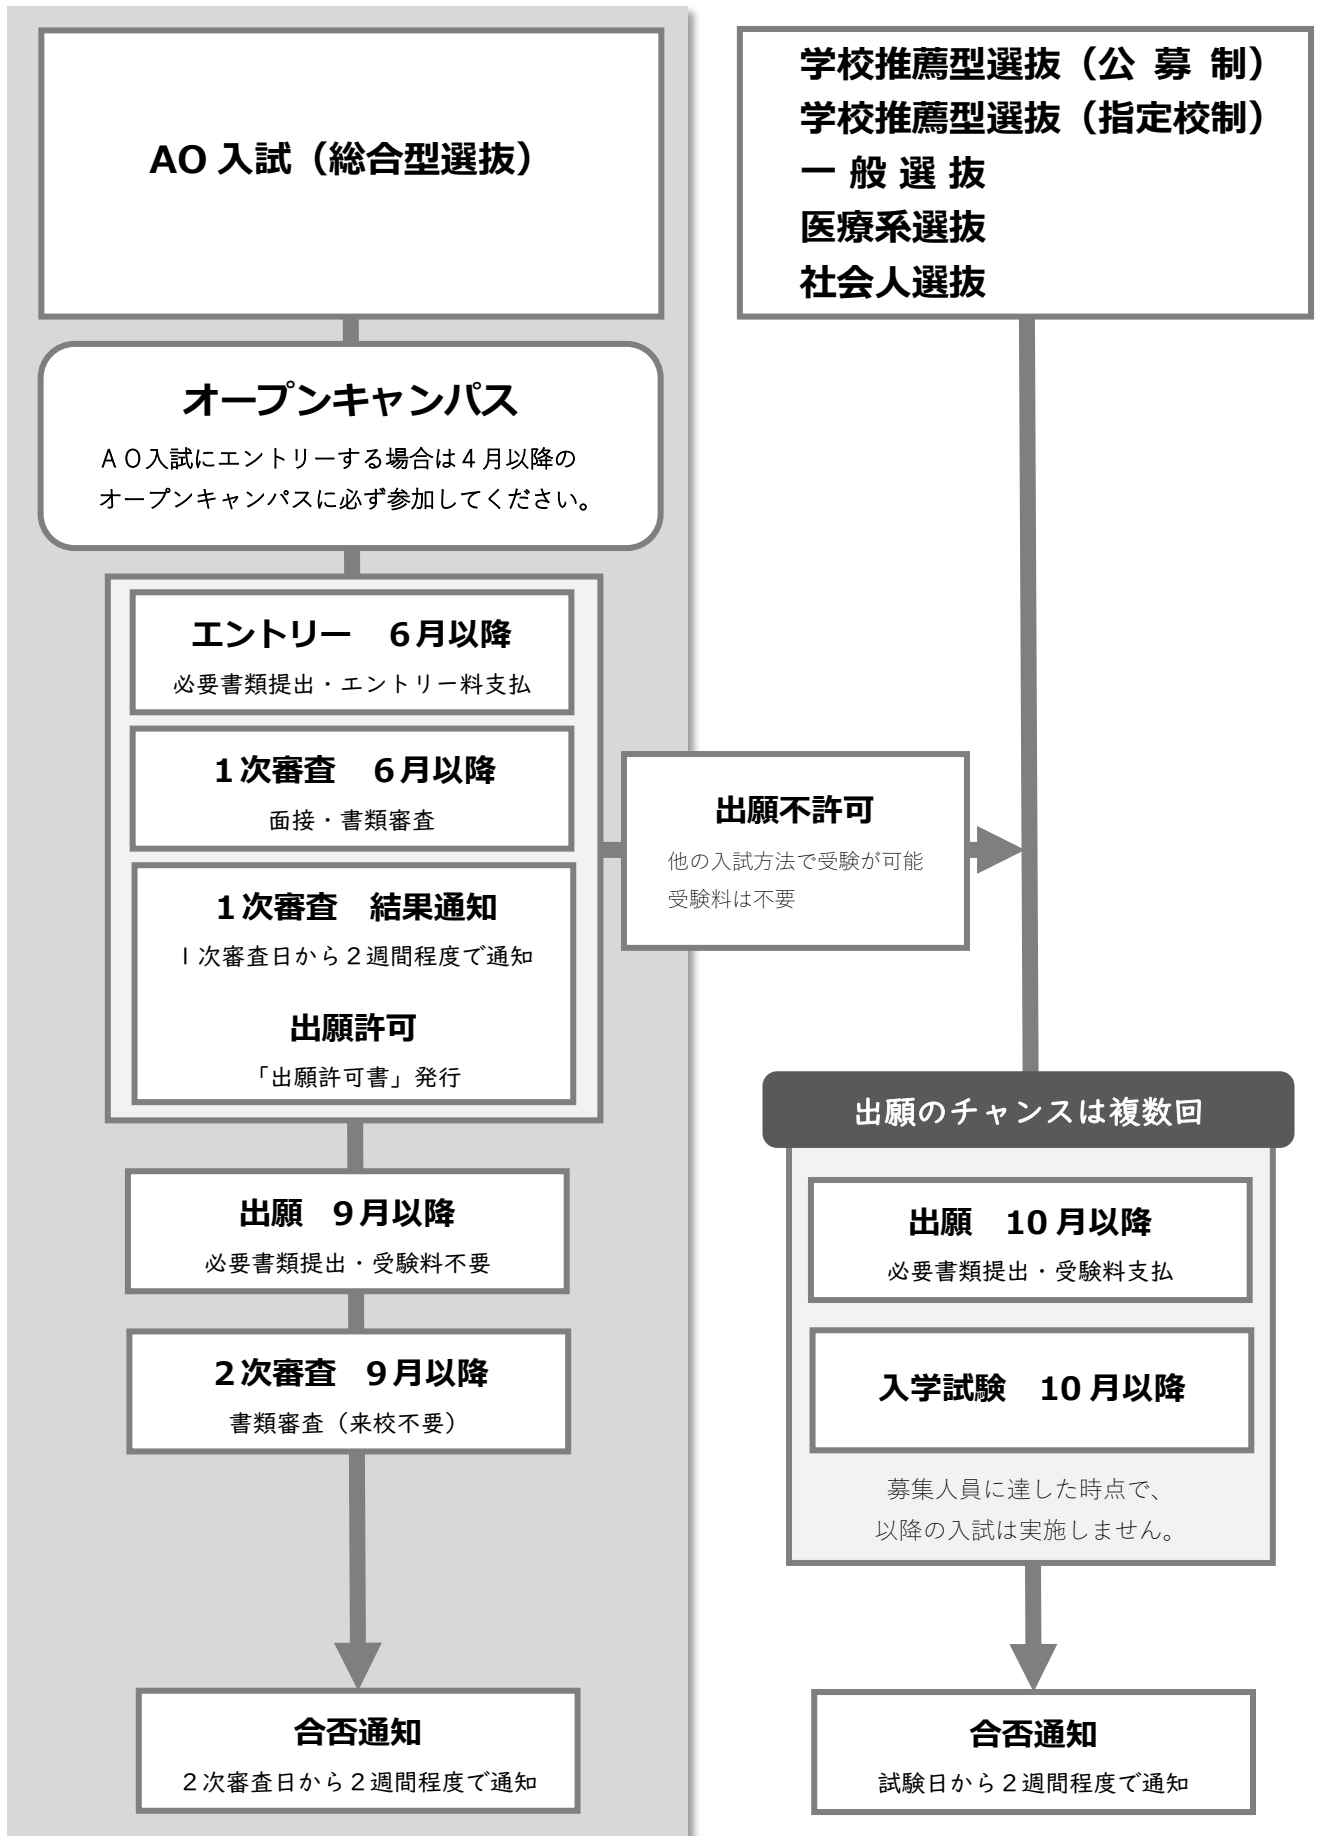 AO 入試（総合型選抜）
オープンキャンパス
ＡＯ入試にエントリーする場合は４月以降の
オープンキャンパスに必ず参加してください。
エントリー　６月以降
必要書類提出・エントリー料支払
１次審査　６月以降
面接・書類審査
１次審査　結果通知
１次審査日から２週間程度で通知
出願許可
「出願許可書」発行
出願　９月以降
必要書類提出・受験料不要
２次審査　９月以降
書類審査（来校不要）
合否通知
２次審査日から２週間程度で通知
出願不許可
他の入試方法で受験が可能
受験料は不要
学校推薦型選抜（公 募 制）
学校推薦型選抜（指定校制）
一 般 選 抜
医療系選抜
社会人選抜
出願のチャンスは複数回
出願　10 月以降
必要書類提出・受験料支払
入学試験　10 月以降
募集人員に達した時点で、
以降の入試は実施しません。
合否通知
試験日から２週間程度で通知